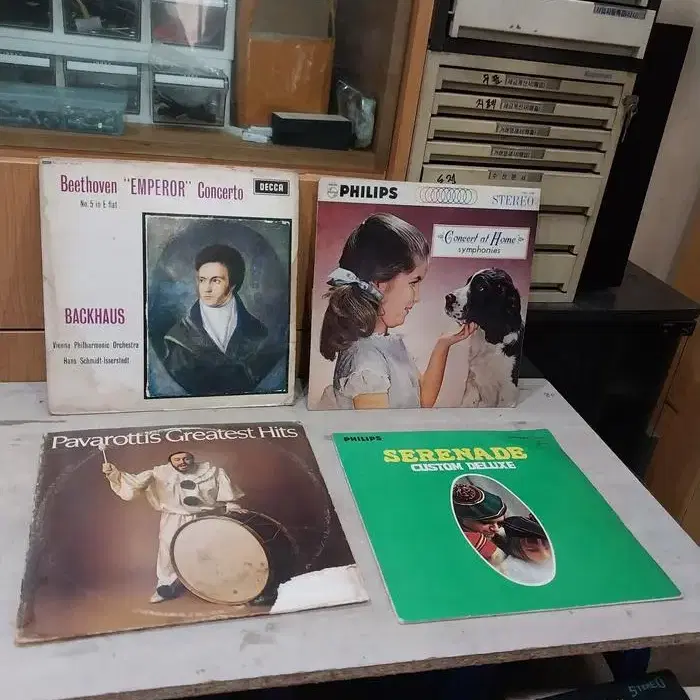 Beethoven "EMPEROR" Concerto
DECCA
No. 5 in E flat
BACKHAUS
Vienna Philharmonic Orchestra
Hans Schmidt-Isserstedt
PHILIPS
STEREO
Concert at Home
symphonies
Pavarotti's Greatest Hits
PHILIPS
SERENADE
CUSTOM DELUXE
STEREO